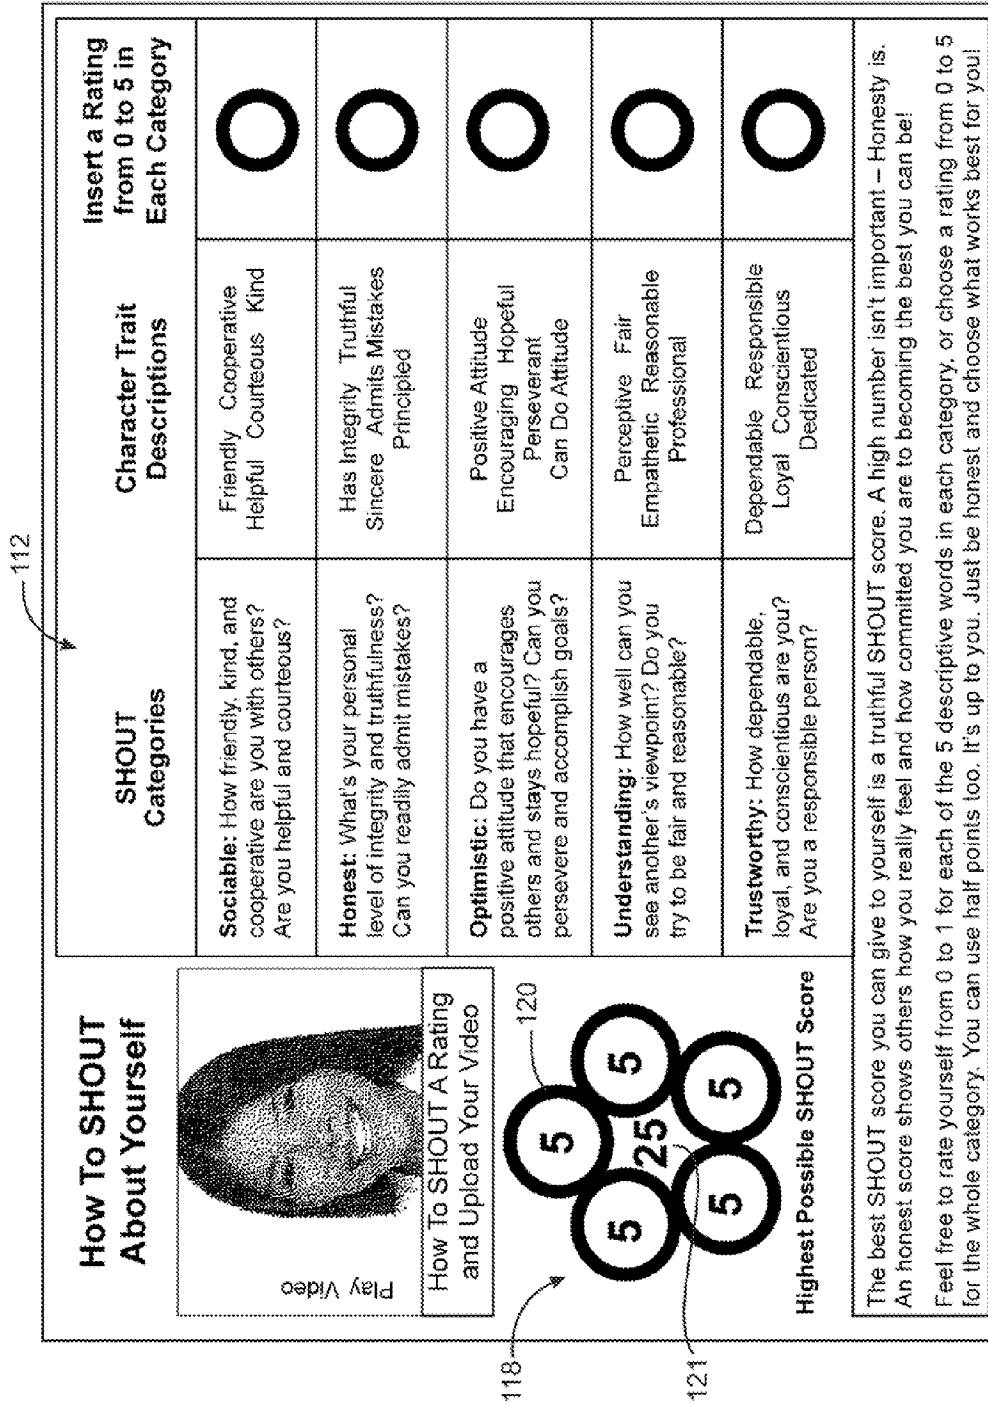 112
How To SHOUT
About Yourself
Play Video
How To SHOUT A Rating
and Upload Your Video
118
120
5
5
5
25
5
5
121
Highest Possible SHOUT Score
SHOUT
Categories
Character Trait
Descriptions
Insert a Rating
from 0 to 5 in
Each Category
Sociable: How friendly, kind, and
cooperative are you with others?
Are you helpful and courteous?
Friendly Cooperative
Helpful Courteous Kind
Honest: What's your personal
level of integrity and truthfulness?
Can you readily admit mistakes?
Has Integrity Truthful
Sincere Admits Mistakes
Principled
Optimistic: Do you have a
positive attitude that encourages
others and stays hopeful? Can you
persevere and accomplish goals?
Positive Attitude
Encouraging Hopeful
Perseverant
Can Do Attitude
Understanding: How well can you
see another's viewpoint? Do you
try to be fair and reasonable?
Perceptive Fair
Empathetic Reasonable
Professional
Trustworthy: How dependable,
loyal, and conscientious are you?
Are you a responsible person?
Dependable Responsible
Loyal Conscientious
Dedicated
The best SHOUT score you can give to yourself is a truthful SHOUT score. A high number isn't important – Honesty is.
An honest score shows others how you really feel and how committed you are to becoming the best you can be!
Feel free to rate yourself from 0 to 1 for each of the 5 descriptive words in each category, or choose a rating from 0 to 5
for the whole category. You can use half points too. It's up to you. Just be honest and choose what works best for you!